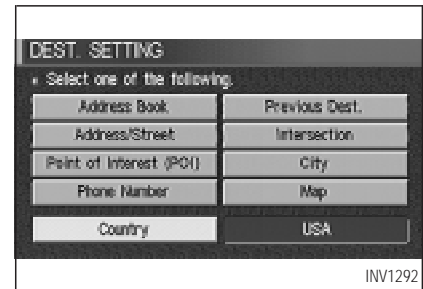 DEST. SETTING
Select one of the following.
Address Book Previous Dest.
Address/Street Intersection
Point of Interest (POI) City
Phone Number Map
Country USA
INV1292